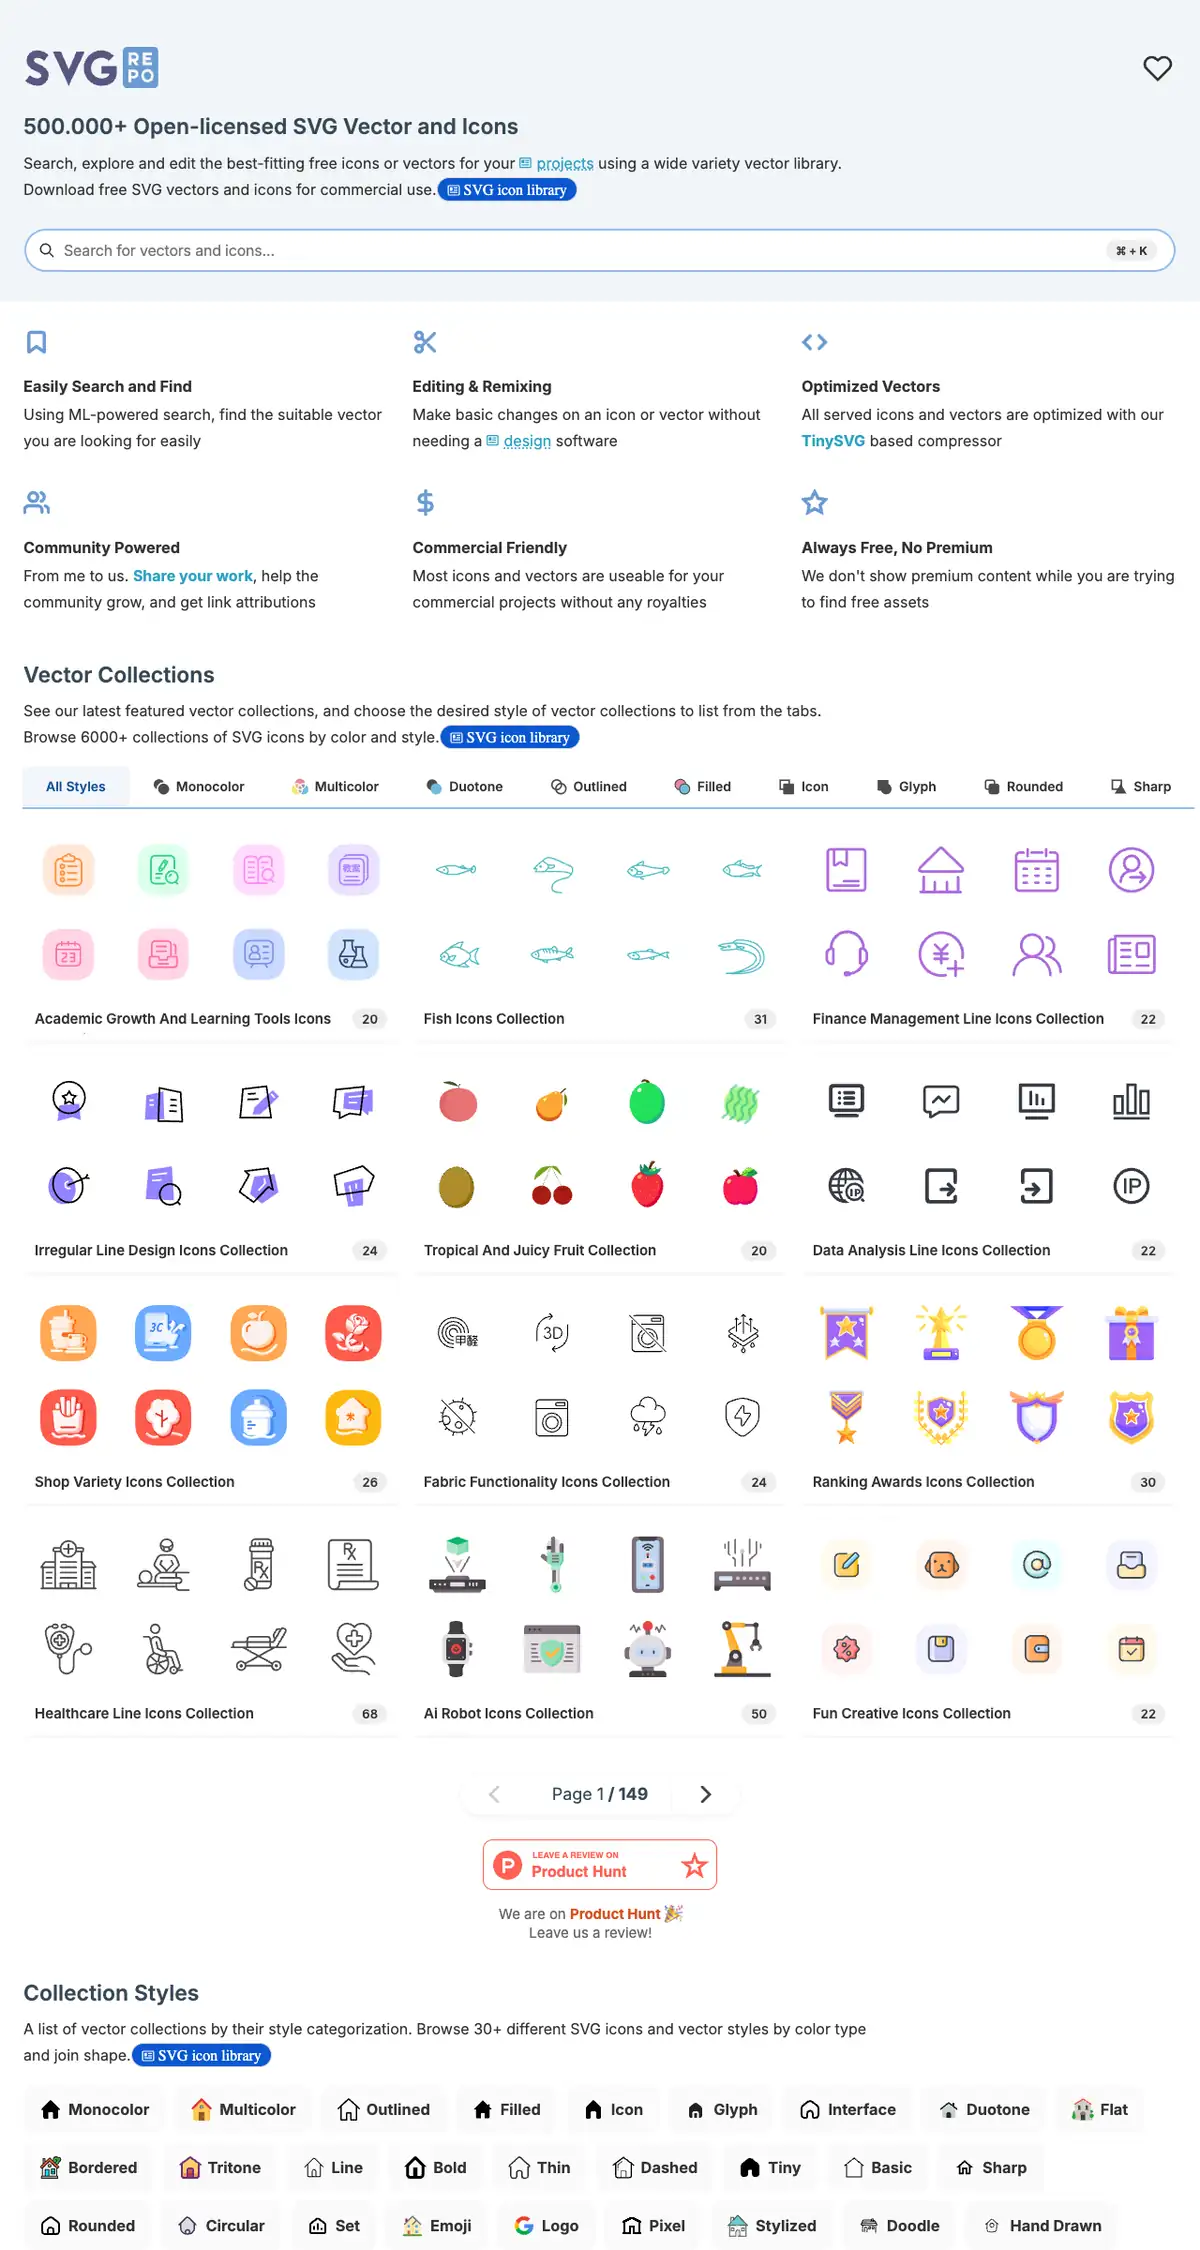 SVG RE PO
500.000+ Open-licensed SVG Vector and Icons
Search, explore and edit the best-fitting free icons or vectors for your projects using a wide variety vector library.
Download free SVG vectors and icons for commercial use. SVG icon library
Search for vectors and icons... ⌘ + K
Easily Search and Find
Using ML-powered search, find the suitable vector
you are looking for easily
Editing & Remixing
Make basic changes on an icon or vector without
needing a design software
Optimized Vectors
All served icons and vectors are optimized with our
TinySVG based compressor
Community Powered
From me to us. Share your work, help the
community grow, and get link attributions
Commercial Friendly
Most icons and vectors are useable for your
commercial projects without any royalties
Always Free, No Premium
We don't show premium content while you are trying
to find free assets
Vector Collections
See our latest featured vector collections, and choose the desired style of vector collections to list from the tabs.
Browse 6000+ collections of SVG icons by color and style. SVG icon library
All Styles Monocolor Multicolor Duotone Outlined Filled Icon Glyph Rounded Sharp
23
¥
Academic Growth And Learning Tools Icons 20
Fish Icons Collection 31
Finance Management Line Icons Collection 22
IP
IP
Irregular Line Design Icons Collection 24
Tropical And Juicy Fruit Collection 20
Data Analysis Line Icons Collection 22
3C
甲醛
3D
Shop Variety Icons Collection 26
Fabric Functionality Icons Collection 24
Ranking Awards Icons Collection 30
Rx
Rx
Healthcare Line Icons Collection 68
Ai Robot Icons Collection 50
Fun Creative Icons Collection 22
Page 1 / 149
P LEAVE A REVIEW ON
Product Hunt
We are on Product Hunt 🎉
Leave us a review!
Collection Styles
A list of vector collections by their style categorization. Browse 30+ different SVG icons and vector styles by color type
and join shape. SVG icon library
Monocolor Multicolor Outlined Filled Icon Glyph Interface Duotone Flat
Bordered Tritone Line Bold Thin Dashed Tiny Basic Sharp
Rounded Circular Set Emoji Logo Pixel Stylized Doodle Hand Drawn